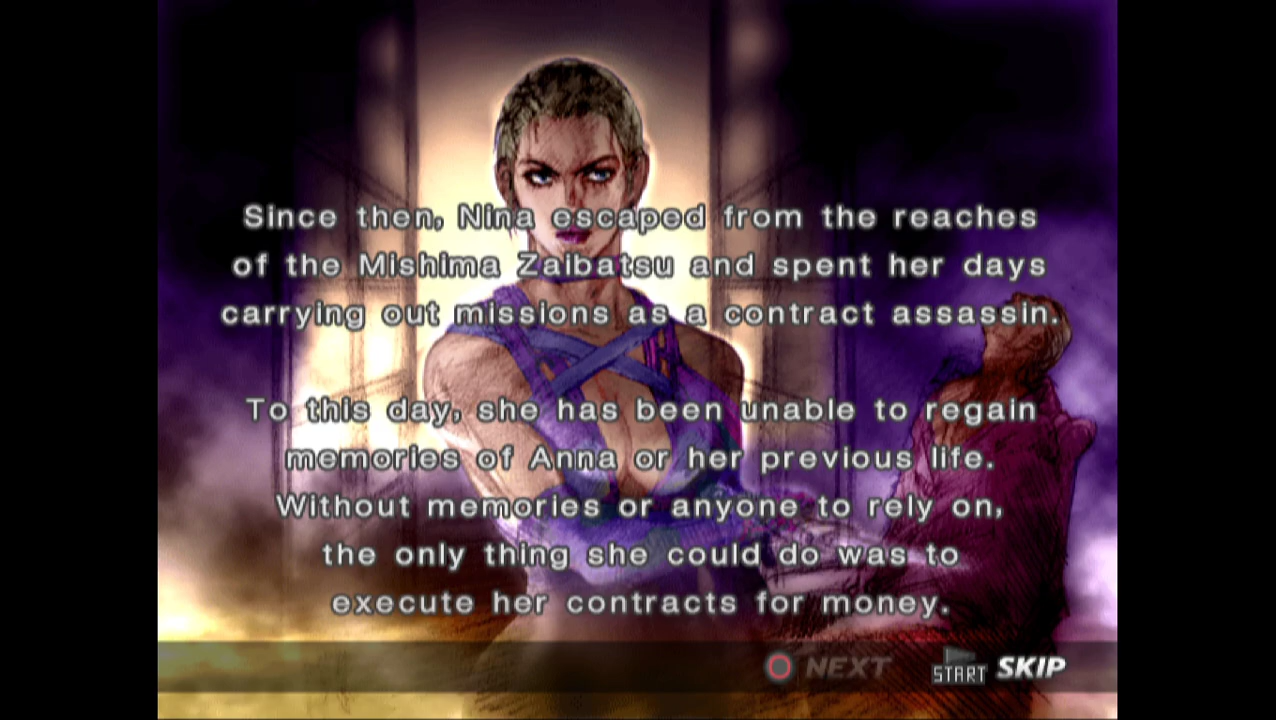 Since then, Nina escaped from the reaches
of the Mishima Zaibatsu and spent her days
carrying out missions as a contract assassin.
To this day, she has been unable to regain
memories of Anna or her previous life.
Without memories or anyone to rely on,
the only thing she could do was to
execute her contracts for money.
NEXT START SKIP